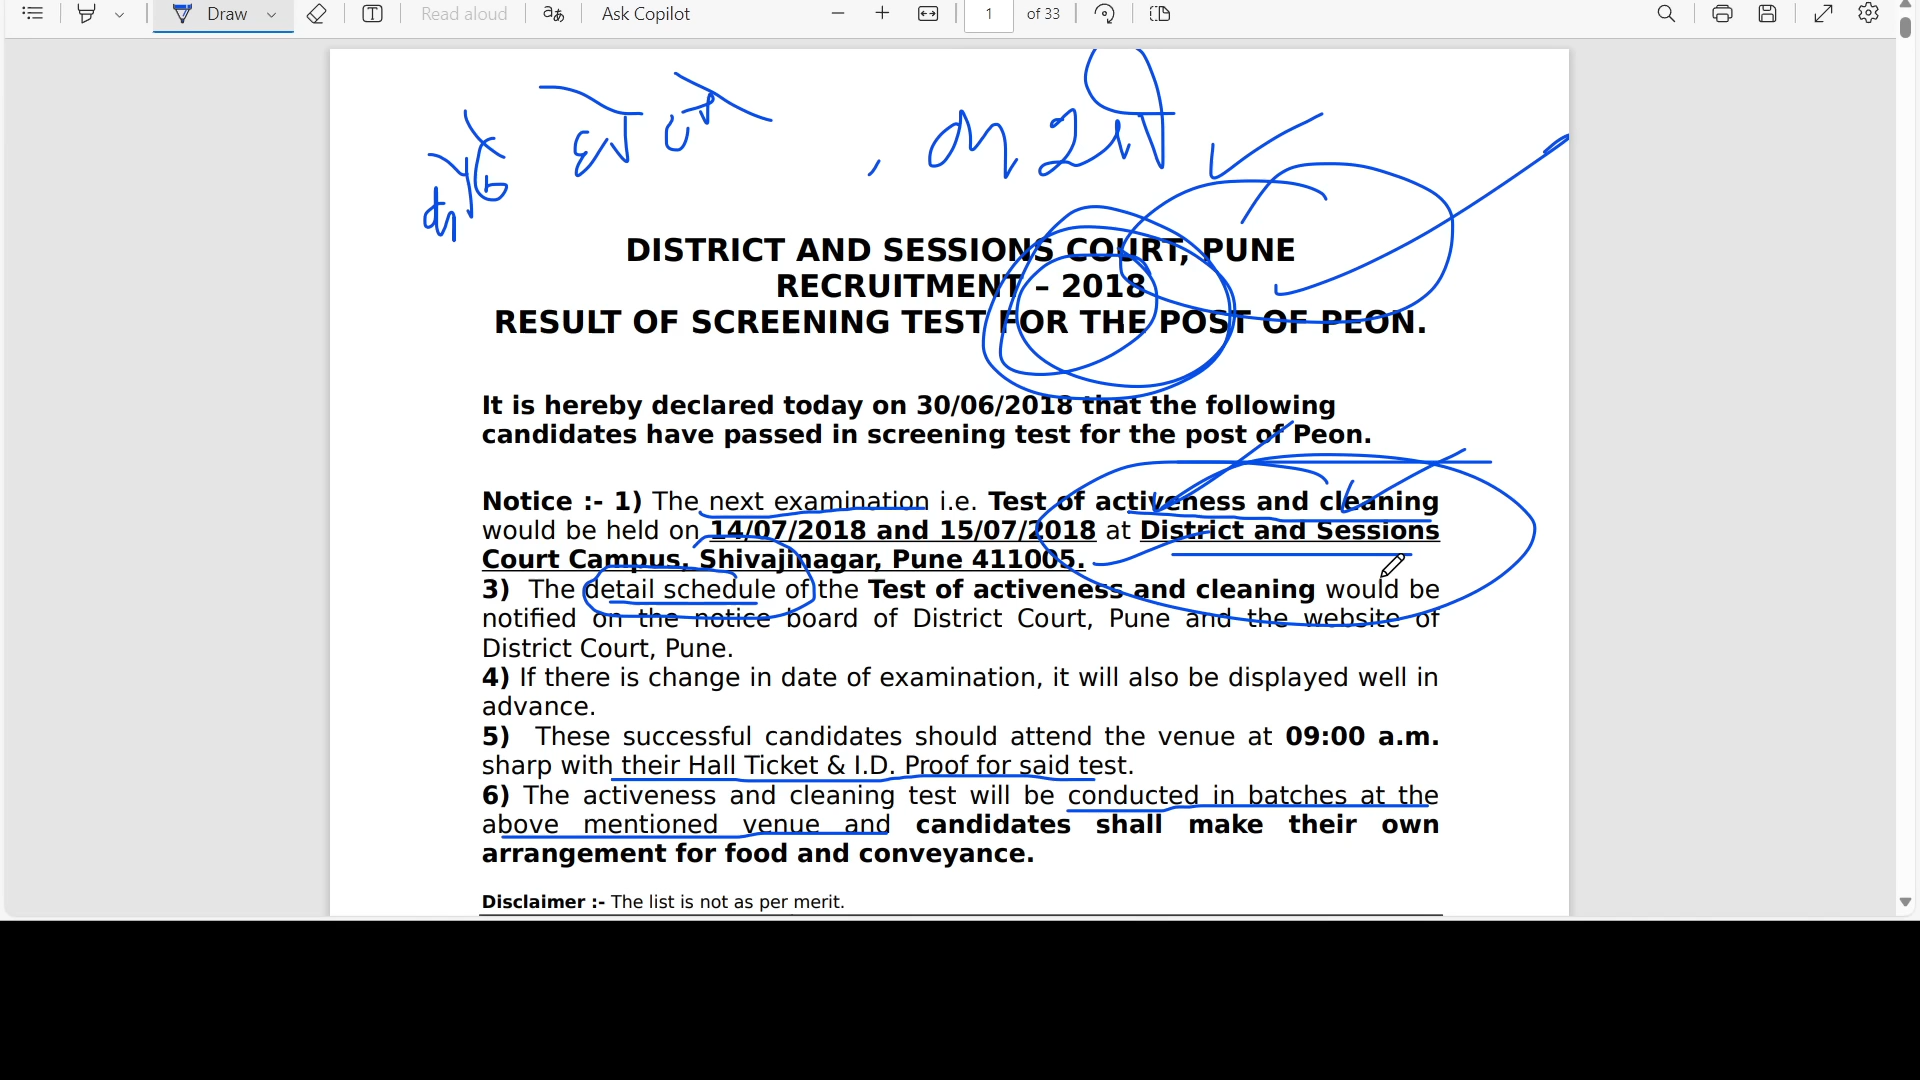 Draw Read aloud aあ Ask Copilot 1 of 33
DISTRICT AND SESSIONS COURT, PUNE
RECRUITMENT – 2018
RESULT OF SCREENING TEST FOR THE POST OF PEON.
It is hereby declared today on 30/06/2018 that the following
candidates have passed in screening test for the post of Peon.
Notice :- 1) The next examination i.e. Test of activeness and cleaning
would be held on 14/07/2018 and 15/07/2018 at District and Sessions
Court Campus, Shivajinagar, Pune 411005.
3) The detail schedule of the Test of activeness and cleaning would be
notified on the notice board of District Court, Pune and the website of
District Court, Pune.
4) If there is change in date of examination, it will also be displayed well in
advance.
5) These successful candidates should attend the venue at 09:00 a.m.
sharp with their Hall Ticket & I.D. Proof for said test.
6) The activeness and cleaning test will be conducted in batches at the
above mentioned venue and candidates shall make their own
arrangement for food and conveyance.
Disclaimer :- The list is not as per merit.